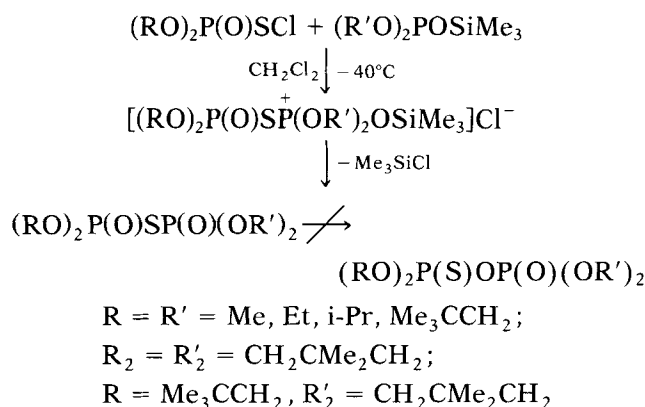 (RO)₂P(O)SCl + (R′O)₂POSiMe₃
CH₂Cl₂ −40°C
[(RO)₂P(O)SP⁺(OR′)₂OSiMe₃]Cl⁻
−Me₃SiCl
(RO)₂P(O)SP(O)(OR′)₂
(RO)₂P(S)OP(O)(OR′)₂
R = R′ = Me, Et, i-Pr, Me₃CCH₂;
R₂ = R′₂ = CH₂CMe₂CH₂;
R = Me₃CCH₂, R′₂ = CH₂CMe₂CH₂